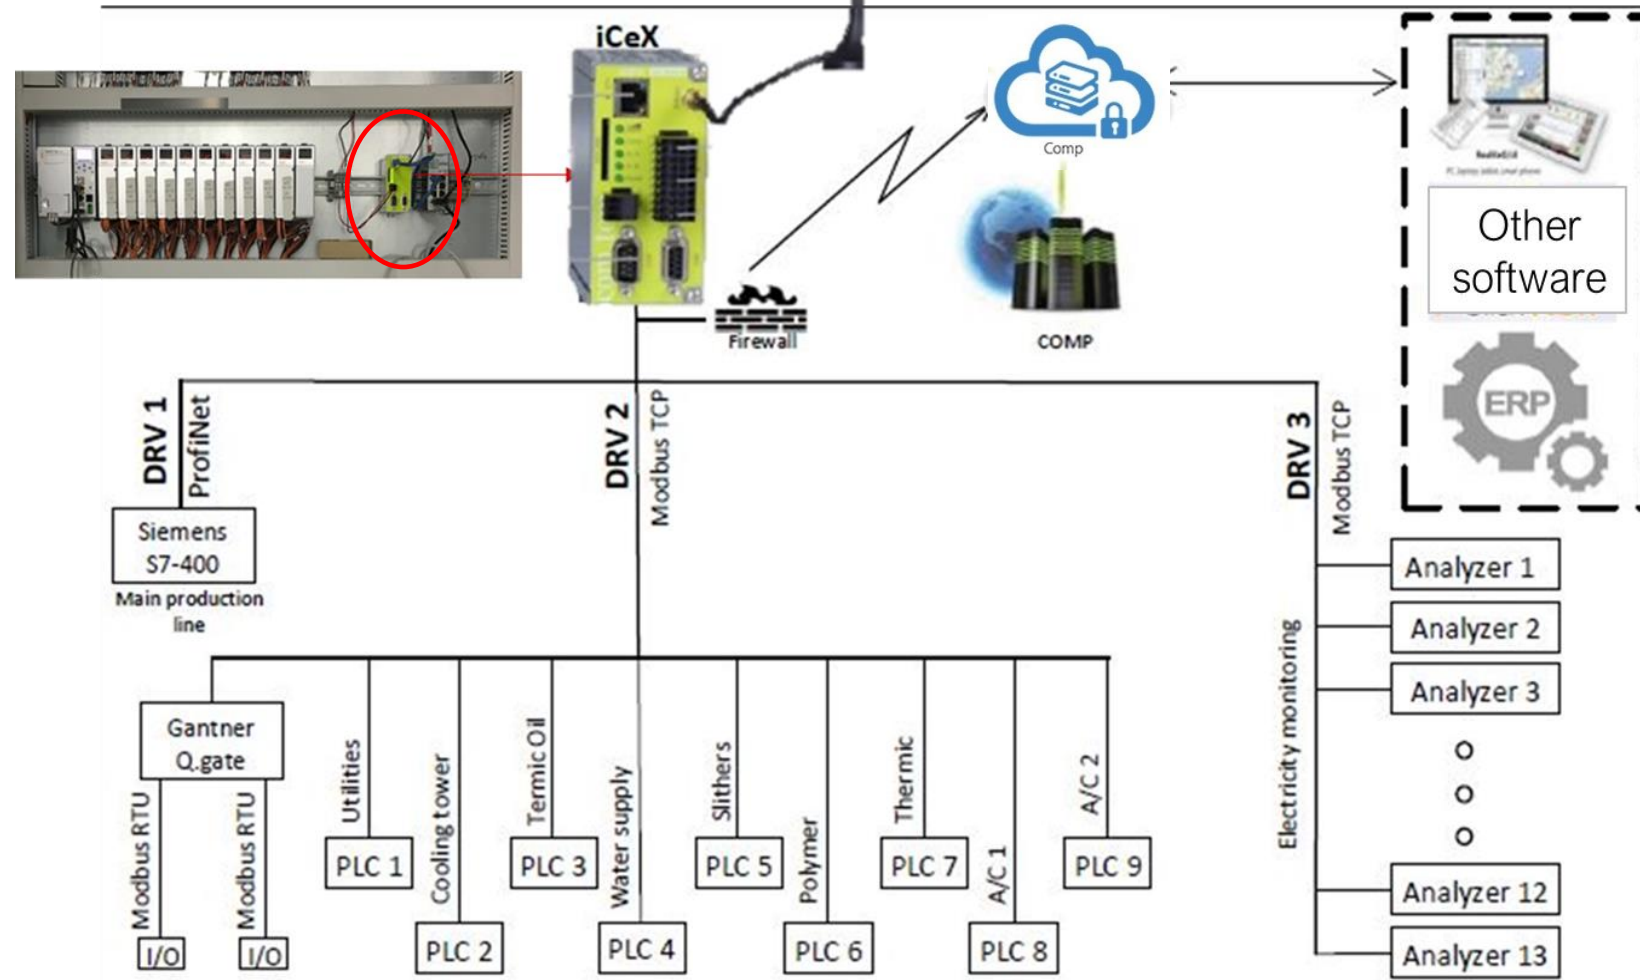 iCeX
Comp
COMP
Firewall
Other
software
ERP
DRV 1
ProfiNet
DRV 2
Modbus TCP
DRV 3
Modbus TCP
Siemens
S7-400
Main production
line
Gantner
Q.gate
Modbus RTU
Modbus RTU
I/O
I/O
Utilities
PLC 1
Cooling tower
PLC 2
Termic Oil
PLC 3
Water supply
PLC 4
Slithers
PLC 5
Polymer
PLC 6
Thermic
PLC 7
A/C 1
PLC 8
A/C 2
PLC 9
Electricity monitoring
Analyzer 1
Analyzer 2
Analyzer 3
Analyzer 12
Analyzer 13